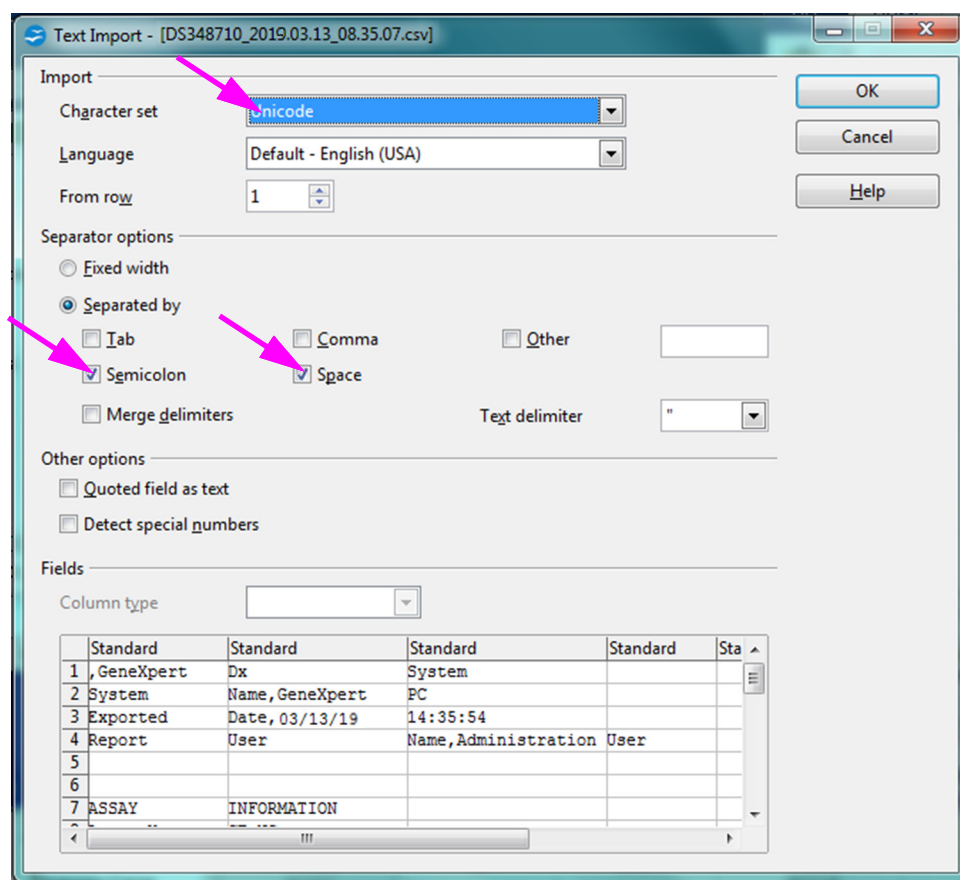 Text Import - [DS348710_2019.03.13_08.35.07.csv]
Import
Character set Unicode
OK
Language Default - English (USA)
Cancel
From row 1
Help
Separator options
Fixed width
Separated by
Tab Comma Other
Semicolon Space
Merge delimiters Text delimiter "
Other options
Quoted field as text
Detect special numbers
Fields
Column type
Standard Standard Standard Standard Sta
1 ,GeneXpert Dx System
2 System Name,GeneXpert PC
3 Exported Date,03/13/19 14:35:54
4 Report User Name,Administration User
5
6
7 ASSAY INFORMATION